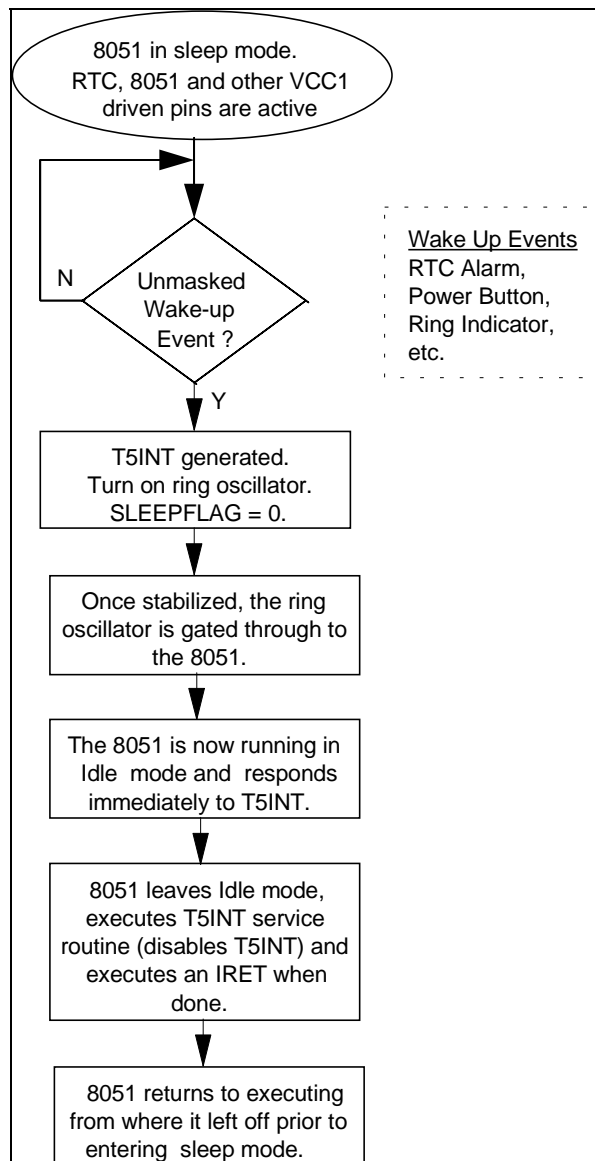 8051 in sleep mode.
RTC, 8051 and other VCC1
driven pins are active
N
Unmasked
Wake-up
Event ?
Y
Wake Up Events
RTC Alarm,
Power Button,
Ring Indicator,
etc.
T5INT generated.
Turn on ring oscillator.
SLEEPFLAG = 0.
Once stabilized, the ring
oscillator is gated through to
the 8051.
The 8051 is now running in
Idle mode and responds
immediately to T5INT.
8051 leaves Idle mode,
executes T5INT service
routine (disables T5INT) and
executes an IRET when
done.
8051 returns to executing
from where it left off prior to
entering sleep mode.